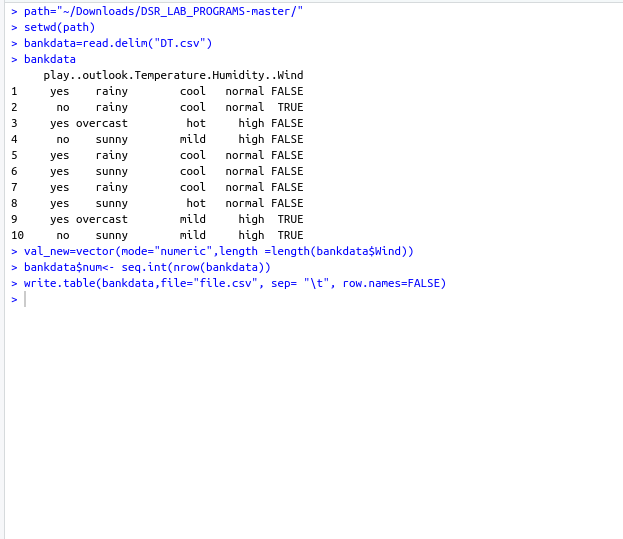 > path="~/Downloads/DSR_LAB_PROGRAMS-master/"
> setwd(path)
> bankdata=read.delim("DT.csv")
> bankdata
     play..outlook.Temperature.Humidity..Wind
1     yes    rainy        cool   normal FALSE
2      no    rainy        cool   normal  TRUE
3     yes overcast         hot     high FALSE
4      no    sunny        mild     high FALSE
5     yes    rainy        cool   normal FALSE
6     yes    sunny        cool   normal FALSE
7     yes    rainy        cool   normal FALSE
8     yes    sunny         hot   normal FALSE
9     yes overcast        mild     high  TRUE
10     no    sunny        mild     high  TRUE
> val_new=vector(mode="numeric",length =length(bankdata$Wind))
> bankdata$num<- seq.int(nrow(bankdata))
> write.table(bankdata,file="file.csv", sep= "\t", row.names=FALSE)
>